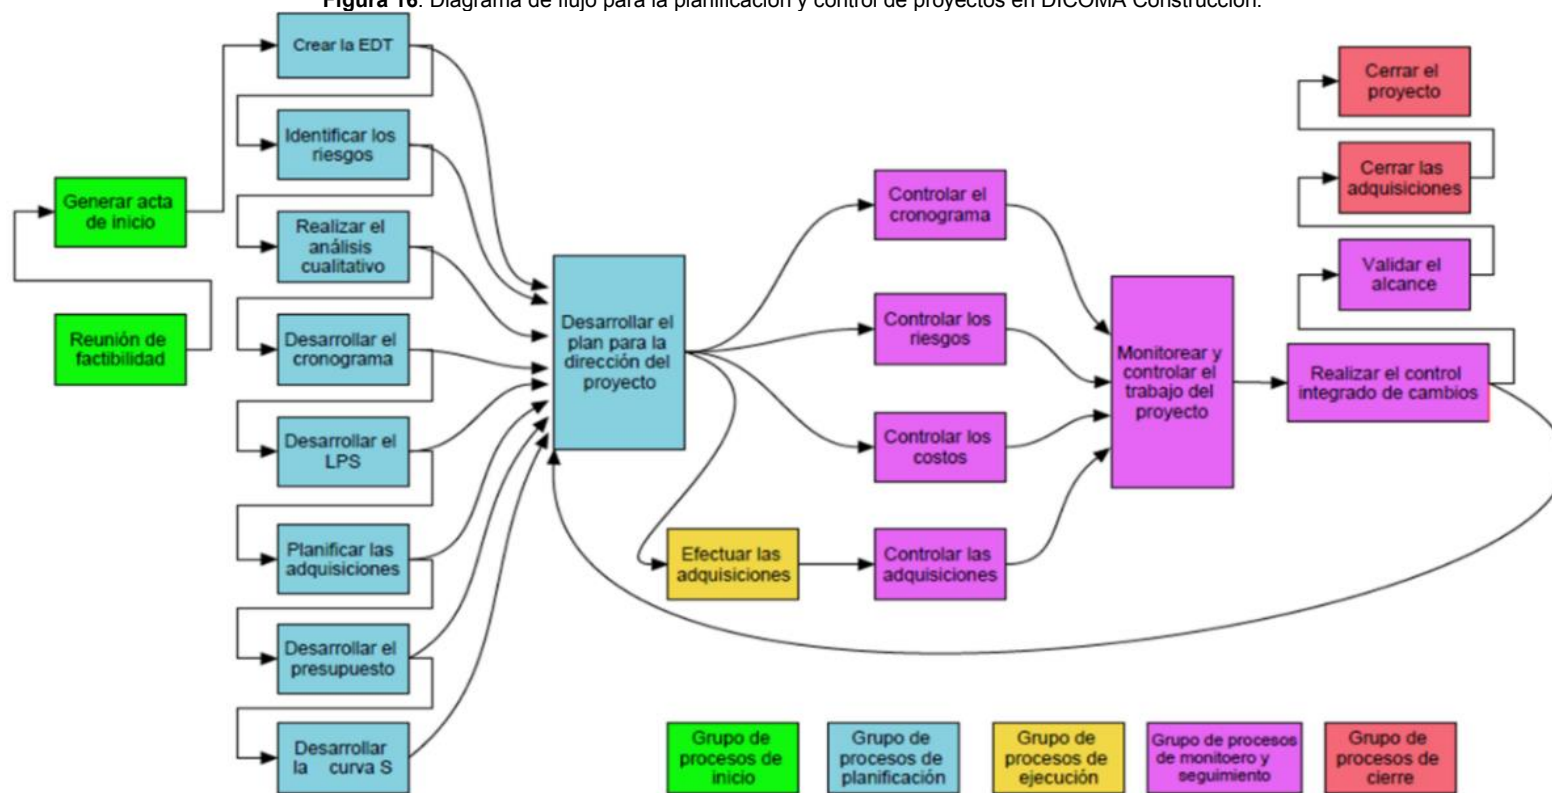 Figura 16. Diagrama de flujo para la planificación y control de proyectos en DICOMA Construcción.
Crear la EDT
Identificar los
riesgos
Realizar el
análisis
cualitativo
Desarrollar el
cronograma
Desarrollar el
LPS
Planificar las
adquisiciones
Desarrollar el
presupuesto
Desarrollar
la curva S
Generar acta
de inicio
Reunión de
factibilidad
Desarrollar el
plan para la
dirección del
proyecto
Efectuar las
adquisiciones
Controlar el
cronograma
Controlar los
riesgos
Controlar los
costos
Controlar las
adquisiciones
Monitorear y
controlar el
trabajo del
proyecto
Realizar el control
integrado de cambios
Validar el
alcance
Cerrar las
adquisiciones
Cerrar el
proyecto
Grupo de
procesos de
inicio
Grupo de
procesos de
planificación
Grupo de
procesos de
ejecución
Grupo de procesos
de monitoero y
seguimiento
Grupo de
procesos de
cierre